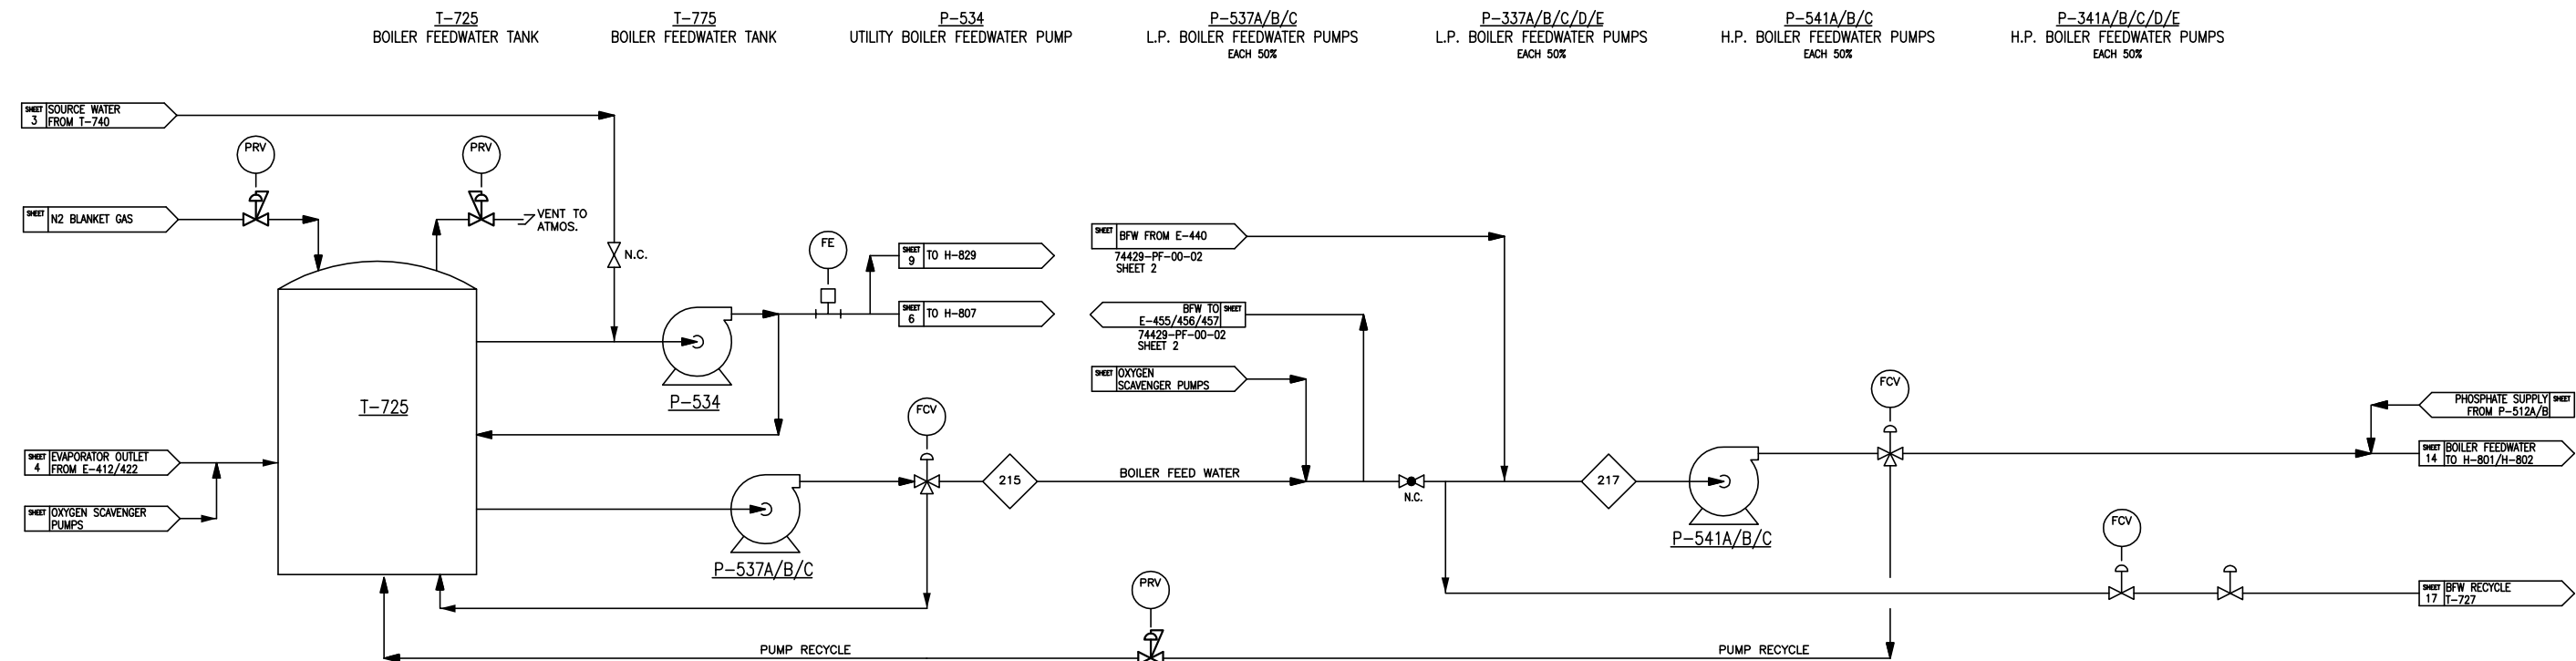 T-725
BOILER FEEDWATER TANK
T-775
BOILER FEEDWATER TANK
P-534
UTILITY BOILER FEEDWATER PUMP
P-537A/B/C
L.P. BOILER FEEDWATER PUMPS
EACH 50%
P-337A/B/C/D/E
L.P. BOILER FEEDWATER PUMPS
EACH 50%
P-541A/B/C
H.P. BOILER FEEDWATER PUMPS
EACH 50%
P-341A/B/C/D/E
H.P. BOILER FEEDWATER PUMPS
EACH 50%
SHEET
3
SOURCE WATER
FROM T-740
PRV
PRV
SHEET
N2 BLANKET GAS
VENT TO
ATMOS.
N.C.
FE
SHEET
9
TO H-829
SHEET
6
TO H-807
SHEET
BFW FROM E-440
74429-PF-00-02
SHEET 2
BFW TO
E-455/456/457
SHEET
74429-PF-00-02
SHEET 2
SHEET
OXYGEN
SCAVENGER PUMPS
T-725
P-534
FCV
FCV
PHOSPHATE SUPPLY
FROM P-512A/B
SHEET
SHEET
4
EVAPORATOR OUTLET
FROM E-412/422
SHEET
OXYGEN SCAVENGER
PUMPS
215
BOILER FEED WATER
N.C.
217
SHEET
14
BOILER FEEDWATER
TO H-801/H-802
P-537A/B/C
P-541A/B/C
FCV
PRV
SHEET
17
BFW RECYCLE
T-727
PUMP RECYCLE
PUMP RECYCLE